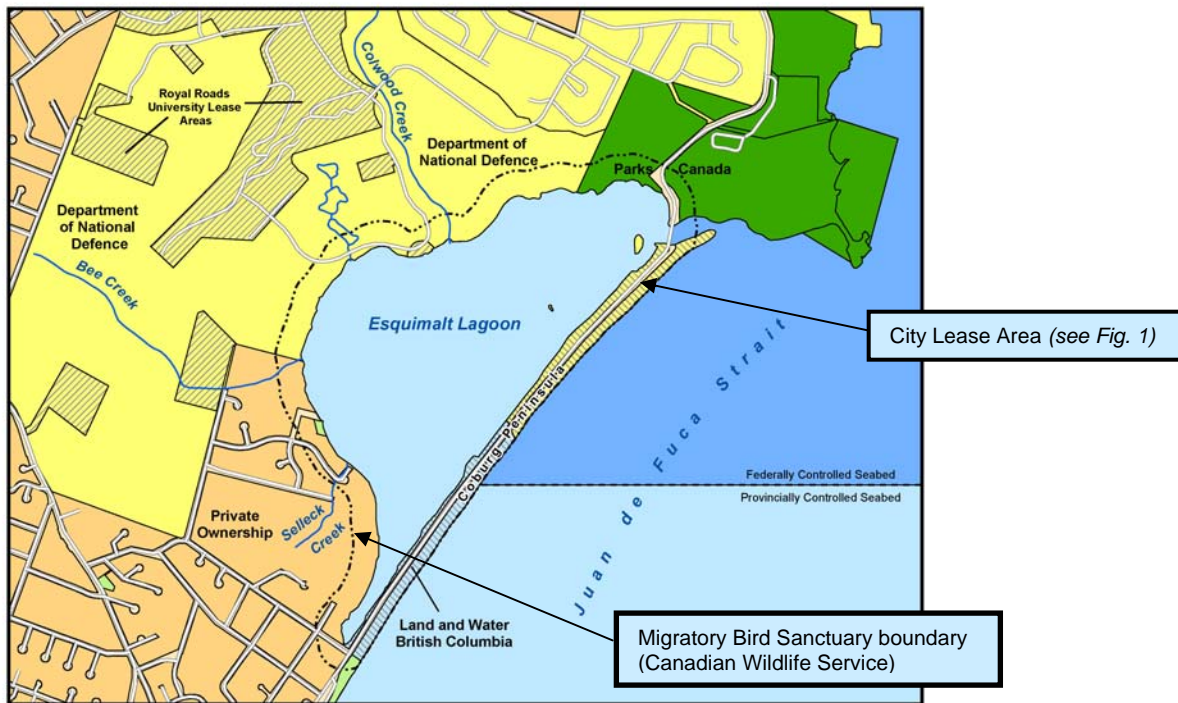 Royal Roads
University Lease
Areas
Colwood Creek
Department of
National Defence
Parks Canada
Department
of National
Defence
Bee Creek
Esquimalt Lagoon
City Lease Area (see Fig. 1)
Coburg Peninsula
Juan de Fuca Strait
Federally Controlled Seabed
Provincially Controlled Seabed
Private
Ownership
Selleck
Creek
Land and Water
British Columbia
Migratory Bird Sanctuary boundary
(Canadian Wildlife Service)